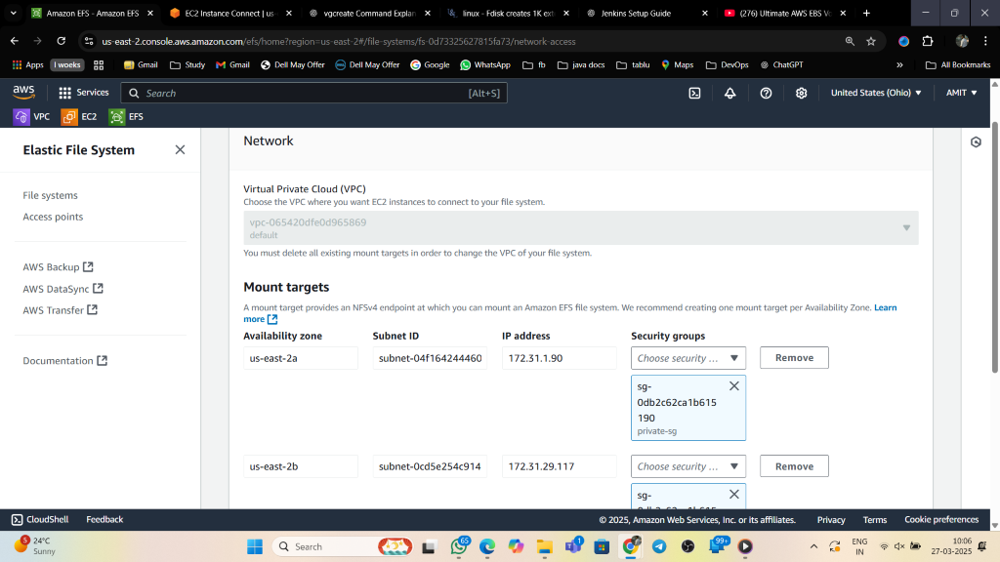 Amazon EFS - Amazon EFS
EC2 Instance Connect | us-
vgcreate Command Explan
linux - Fdisk creates 1K ext
Jenkins Setup Guide
(276) Ultimate AWS EBS Vo
us-east-2.console.aws.amazon.com/efs/home?region=us-east-2#/file-systems/fs-0d73325627815fa73/network-access
Apps
I weeks
Gmail
Study
Gmail
Dell May Offer
Dell May Offer
Google
WhatsApp
fb
java docs
tablu
Maps
DevOps
ChatGPT
»
All Bookmarks
aws
Services
Search
[Alt+S]
United States (Ohio)
AMIT
VPC
EC2
EFS
Elastic File System
File systems
Access points
AWS Backup
AWS DataSync
AWS Transfer
Documentation
Network
Virtual Private Cloud (VPC)
Choose the VPC where you want EC2 instances to connect to your file system.
vpc-065420dfe0d965869
default
You must delete all existing mount targets in order to change the VPC of your file system.
Mount targets
A mount target provides an NFSv4 endpoint at which you can mount an Amazon EFS file system. We recommend creating one mount target per Availability Zone. Learn
more
Availability zone
Subnet ID
IP address
Security groups
us-east-2a
subnet-04f164244460
172.31.1.90
Choose security ...
Remove
sg-
0db2c62ca1b615
190
private-sg
us-east-2b
subnet-0cd5e254c914
172.31.29.117
Choose security ...
Remove
sg-
CloudShell
Feedback
© 2025, Amazon Web Services, Inc. or its affiliates.
Privacy
Terms
Cookie preferences
5
24°C
Sunny
Search
65
1
99+
ENG
IN
10:06
27-03-2025